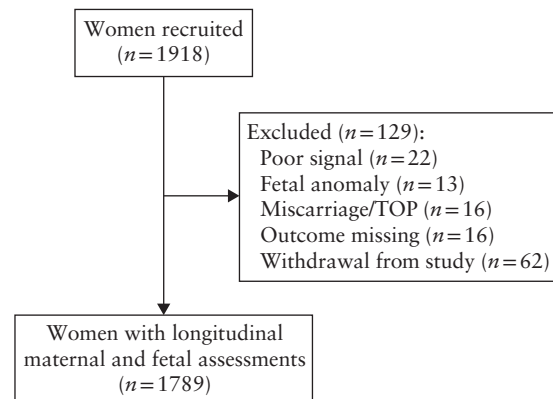 Women recruited
(n=1918)
Excluded (n=129):
Poor signal (n=22)
Fetal anomaly (n=13)
Miscarriage/TOP (n=16)
Outcome missing (n=16)
Withdrawal from study (n=62)
Women with longitudinal
maternal and fetal assessments
(n=1789)